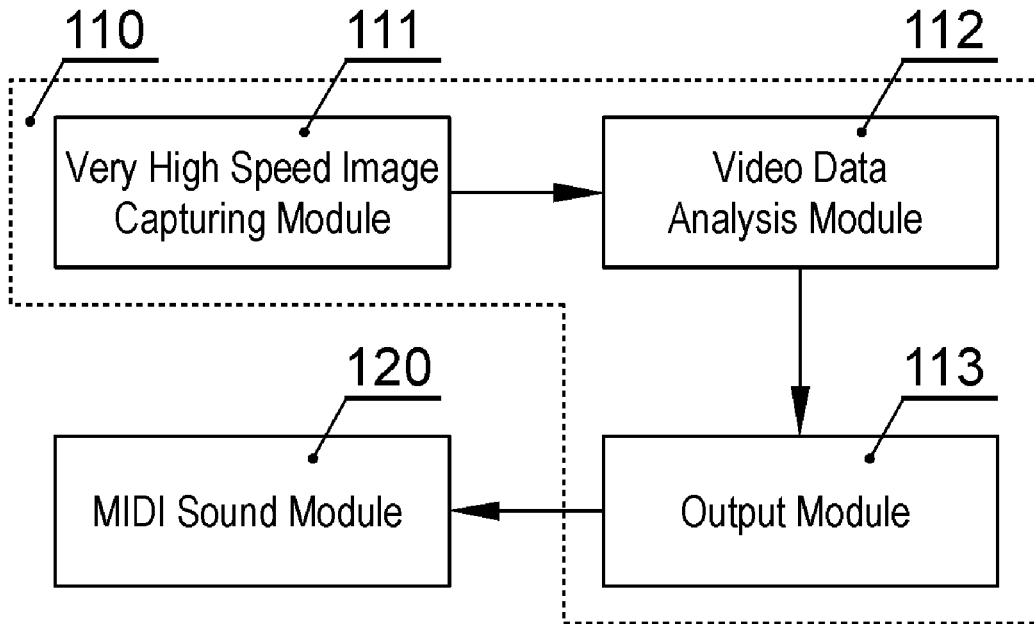 110
111
112
Very High Speed Image
Capturing Module
Video Data
Analysis Module
120
113
MIDI Sound Module
Output Module